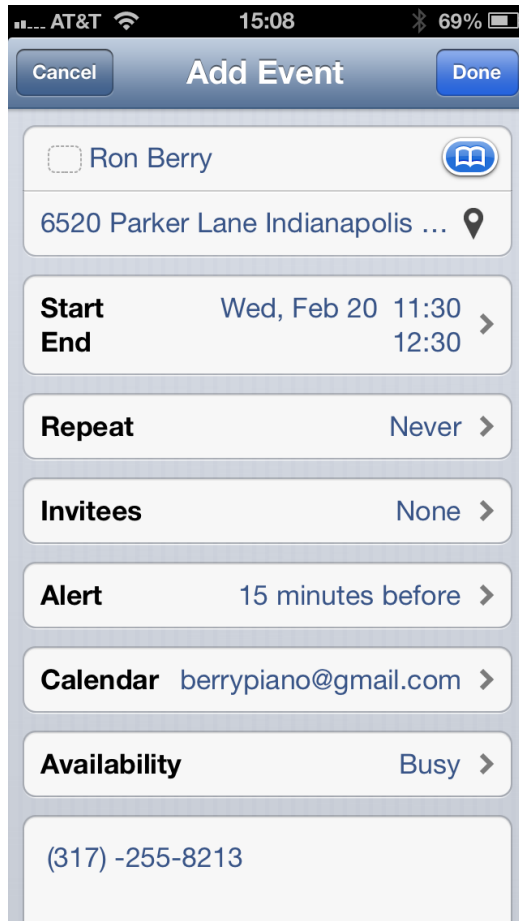 AT&T 15:08 69%
Cancel Add Event Done
Ron Berry
6520 Parker Lane Indianapolis ...
Start Wed, Feb 20 11:30
End 12:30
Repeat Never
Invitees None
Alert 15 minutes before
Calendar berrypiano@gmail.com
Availability Busy
(317) -255-8213